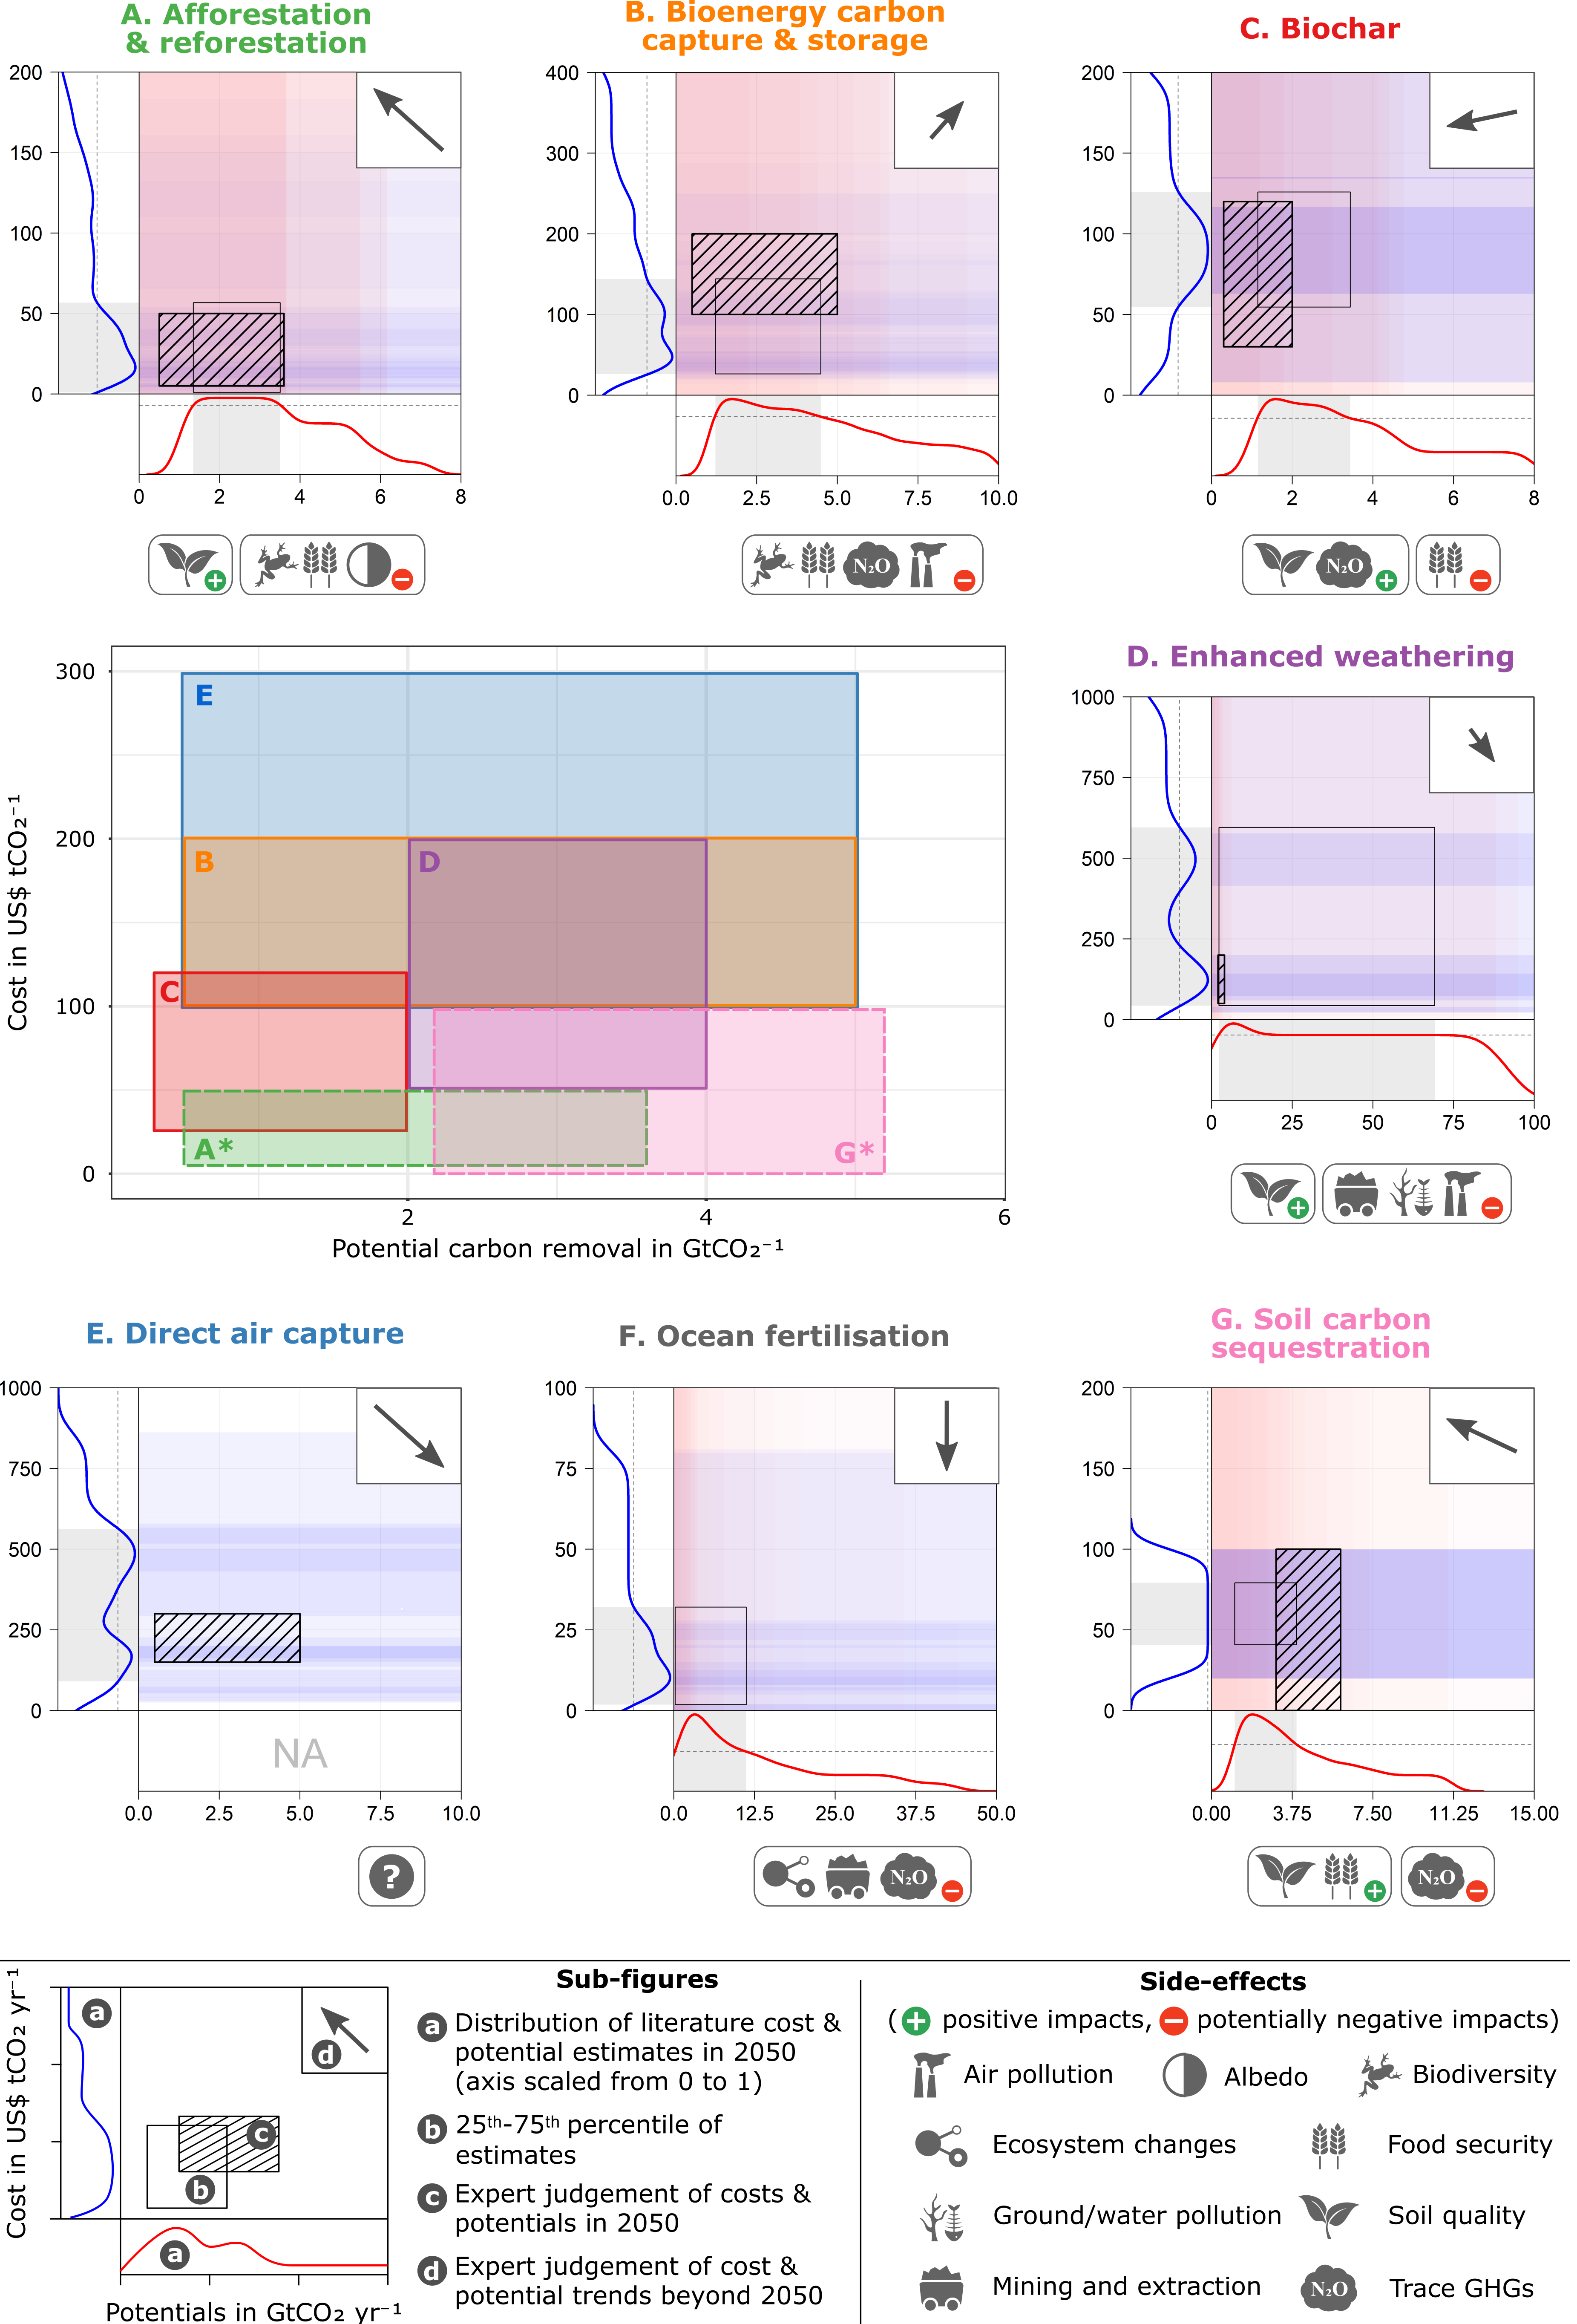 A. Afforestation
& reforestation
200
150
100
50
0
0 2 4 6 8
B. Bioenergy carbon
capture & storage
400
300
200
100
0
0.0 2.5 5.0 7.5 10.0
N₂O
C. Biochar
200
150
100
50
0
0 2 4 6 8
N₂O
Cost in US$ tCO₂⁻¹
300
200
100
0
E
B
D
C
A*
G*
2 4 6
Potential carbon removal in GtCO₂⁻¹
D. Enhanced weathering
1000
750
500
250
0
0 25 50 75 100
E. Direct air capture
1000
750
500
250
0
NA
0.0 2.5 5.0 7.5 10.0
?
F. Ocean fertilisation
100
75
50
25
0
0.0 12.5 25.0 37.5 50.0
N₂O
G. Soil carbon
sequestration
200
150
100
50
0
0.00 3.75 7.50 11.25 15.00
N₂O
Cost in US$ tCO₂ yr⁻¹
a
d
c
b
a
Potentials in GtCO₂ yr⁻¹
Sub-figures
a Distribution of literature cost &
potential estimates in 2050
(axis scaled from 0 to 1)
b 25th-75th percentile of
estimates
c Expert judgement of costs &
potentials in 2050
d Expert judgement of cost &
potential trends beyond 2050
Side-effects
(+ positive impacts, − potentially negative impacts)
Air pollution Albedo Biodiversity
Ecosystem changes Food security
Ground/water pollution Soil quality
Mining and extraction N₂O Trace GHGs